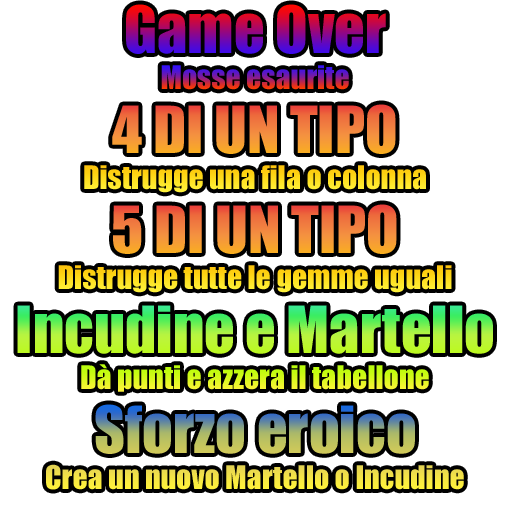 Game Over
Mosse esaurite
4 DI UN TIPO
Distrugge una fila o colonna
5 DI UN TIPO
Distrugge tutte le gemme uguali
Incudine e Martello
Dà punti e azzera il tabellone
Sforzo eroico
Crea un nuovo Martello o Incudine